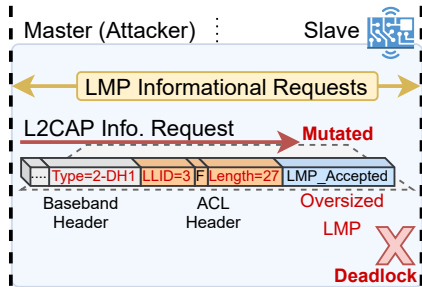 Master (Attacker) Slave
LMP Informational Requests
L2CAP Info. Request
Mutated
.... Type=2-DH1 LLID=3 F Length=27 LMP_Accepted
Baseband Header
ACL Header
Oversized LMP
Deadlock